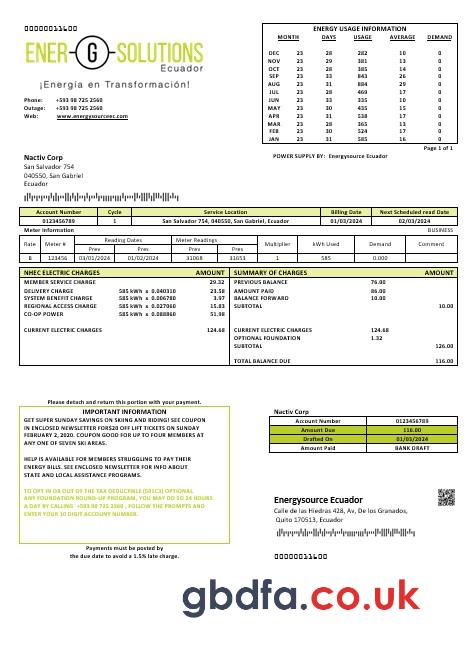 0000011600
ENER-G-SOLUTIONS
Ecuador
¡Energía en Transformación!
Phone: +593 98 725 2560
Outage: +593 98 725 2560
Web: www.energysourceec.com
ENERGY USAGE INFORMATION
MONTH DAYS USAGE AVERAGE DEMAND
DEC 23 28 282 10 0
NOV 23 29 381 13 0
OCT 23 28 385 14 0
SEP 23 33 843 26 0
AUG 23 31 884 29 0
JUL 23 28 469 17 0
JUN 23 33 335 10 0
MAY 23 30 435 15 0
APR 23 31 538 17 0
MAR 23 28 365 13 0
FEB 23 30 524 17 0
JAN 23 31 585 16 0
Page 1 of 1
Nactiv Corp
POWER SUPPLY BY: Energysource Ecuador
San Salvador 754
040550, San Gabriel
Ecuador
Account Number Cycle Service Location Billing Date Next Scheduled read Date
0123456789 1 San Salvador 754, 040550, San Gabriel, Ecuador 01/03/2024 02/03/2024
Meter Information BUSINESS
Rate Meter # Reading Dates Meter Readings Multiplier kWh Used Demand Comment
Prev Prev Prev Prev
B 123456 03/01/2024 01/02/2024 31068 31653 1 585 0.000
NHEC ELECTRIC CHARGES AMOUNT SUMMARY OF CHARGES AMOUNT
MEMBER SERVICE CHARGE 29.32 PREVIOUS BALANCE 76.00
DELIVERY CHARGE 585 kWh x 0.040310 23.58 AMOUNT PAID 86.00
SYSTEM BENEFIT CHARGE 585 kWh x 0.006780 3.97 BALANCE FORWARD 10.00
REGIONAL ACCESS CHARGE 585 kWh x 0.027060 15.83 SUBTOTAL 10.00
CO-OP POWER 585 kWh x 0.088860 51.98
CURRENT ELECTRIC CHARGES 124.68 CURRENT ELECTRIC CHARGES 124.68
OPTIONAL FOUNDATION 1.32
SUBTOTAL 126.00
TOTAL BALANCE DUE 116.00
Please detach and return this portion with your payment.
IMPORTANT INFORMATION
GET SUPER SUNDAY SAVINGS ON SKIING AND RIDING! SEE COUPON
IN ENCLOSED NEWSLETTER FOR$20 OFF LIFT TICKETS ON SUNDAY
FEBRUARY 2, 2020. COUPON GOOD FOR UP TO FOUR MEMBERS AT
ANY ONE OF SEVEN SKI AREAS.
HELP IS AVAILABLE FOR MEMBERS STRUGGLING TO PAY THEIR
ENERGY BILLS. SEE ENCLOSED NEWSLETTER FOR INFO ABOUT
STATE AND LOCAL ASSISTANCE PROGRAMS.
TO OPT IN OR OUT OF THE TAX DEDUCTIBLE (501C3) OPTIONAL
ANY FOUNDATION ROUND-UP PROGRAM, YOU MAY DO SO 24 HOURS
A DAY BY CALLING +593 98 725 2560 , FOLLOW THE PROMPTS AND
ENTER YOUR 10 DIGIT ACCOUNT NUMBER.
Payments must be posted by
the due date to avoid a 1.5% late charge.
Nactiv Corp
Account Number 0123456789
Amount Due 116.00
Drafted On 01/03/2024
Amount Paid BANK DRAFT
Energysource Ecuador
Calle de las Hiedras 428, Av, De los Granados,
Quito 170513, Ecuador
0000011600
gbdfa.co.uk